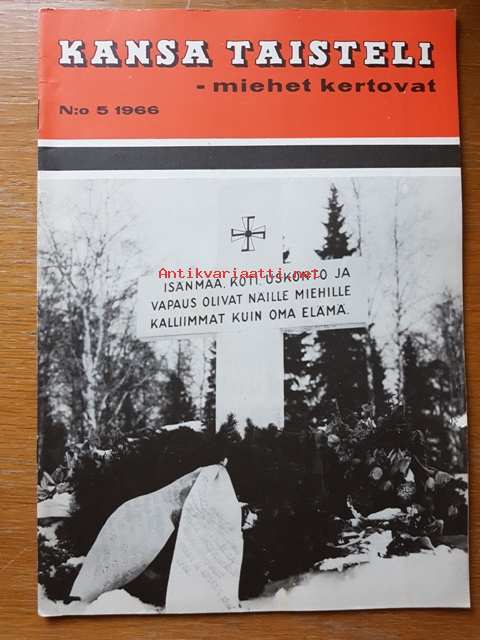 KANSA TAISTELI
- miehet kertovat
N:o 5 1966
Antikvariaatti.net
ISÄNMAA, KOTI, USKONTO JA
VAPAUS OLIVAT NÄILLE MIEHILLE
KALLIIMMAT KUIN OMA ELÄMÄ.